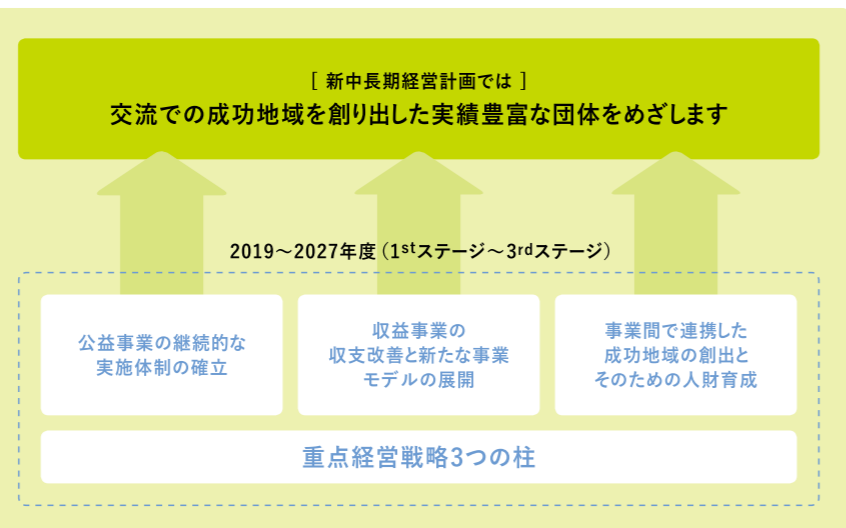 [ 新中長期経営計画では ]
交流での成功地域を創り出した実績豊富な団体をめざします
2019〜2027年度（1stステージ〜3rdステージ）
公益事業の継続的な
実施体制の確立
収益事業の
収支改善と新たな事業
モデルの展開
事業間で連携した
成功地域の創出と
そのための人財育成
重点経営戦略3つの柱